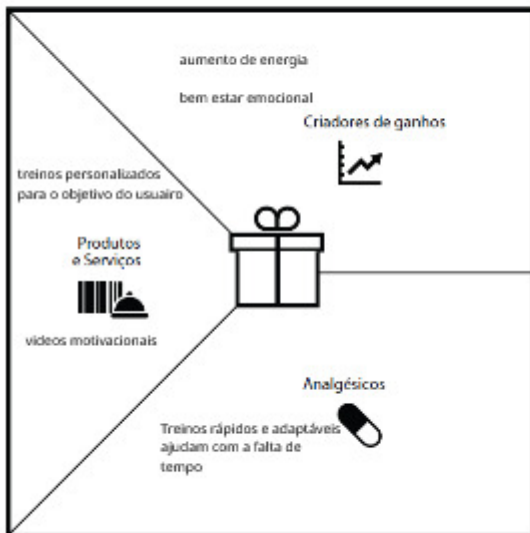 aumento de energia
bem estar emocional
Criadores de ganhos
treinos personalizados
para o objetivo do usuairo
Produtos
e Serviços
videos motivacionais
Analgésicos
Treinos rápidos e adaptáveis
ajudam com a falta de
tempo